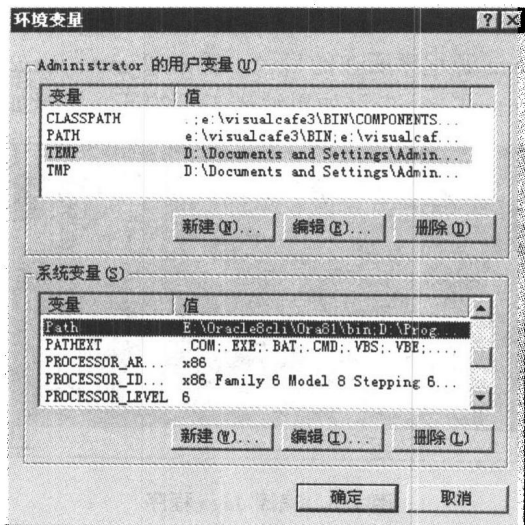 环境变量
Administrator 的用户变量(U)
变量 值
CLASSPATH .;e:\visualcafe3\BIN\COMPONENTS...
PATH e:\visualcafe3\BIN;e:\visualcaf...
TEMP D:\Documents and Settings\Admin...
TMP D:\Documents and Settings\Admin...
新建(N)... 编辑(E)... 删除(D)
系统变量(S)
变量 值
Path E:\Oracle8cli\Ora81\bin;D:\Prog...
PATHEXT .COM;.EXE;.BAT;.CMD;.VBS;.VBE;....
PROCESSOR_AR... x86
PROCESSOR_ID... x86 Family 6 Model 8 Stepping 6...
PROCESSOR_LEVEL 6
新建(W)... 编辑(I)... 删除(L)
确定 取消